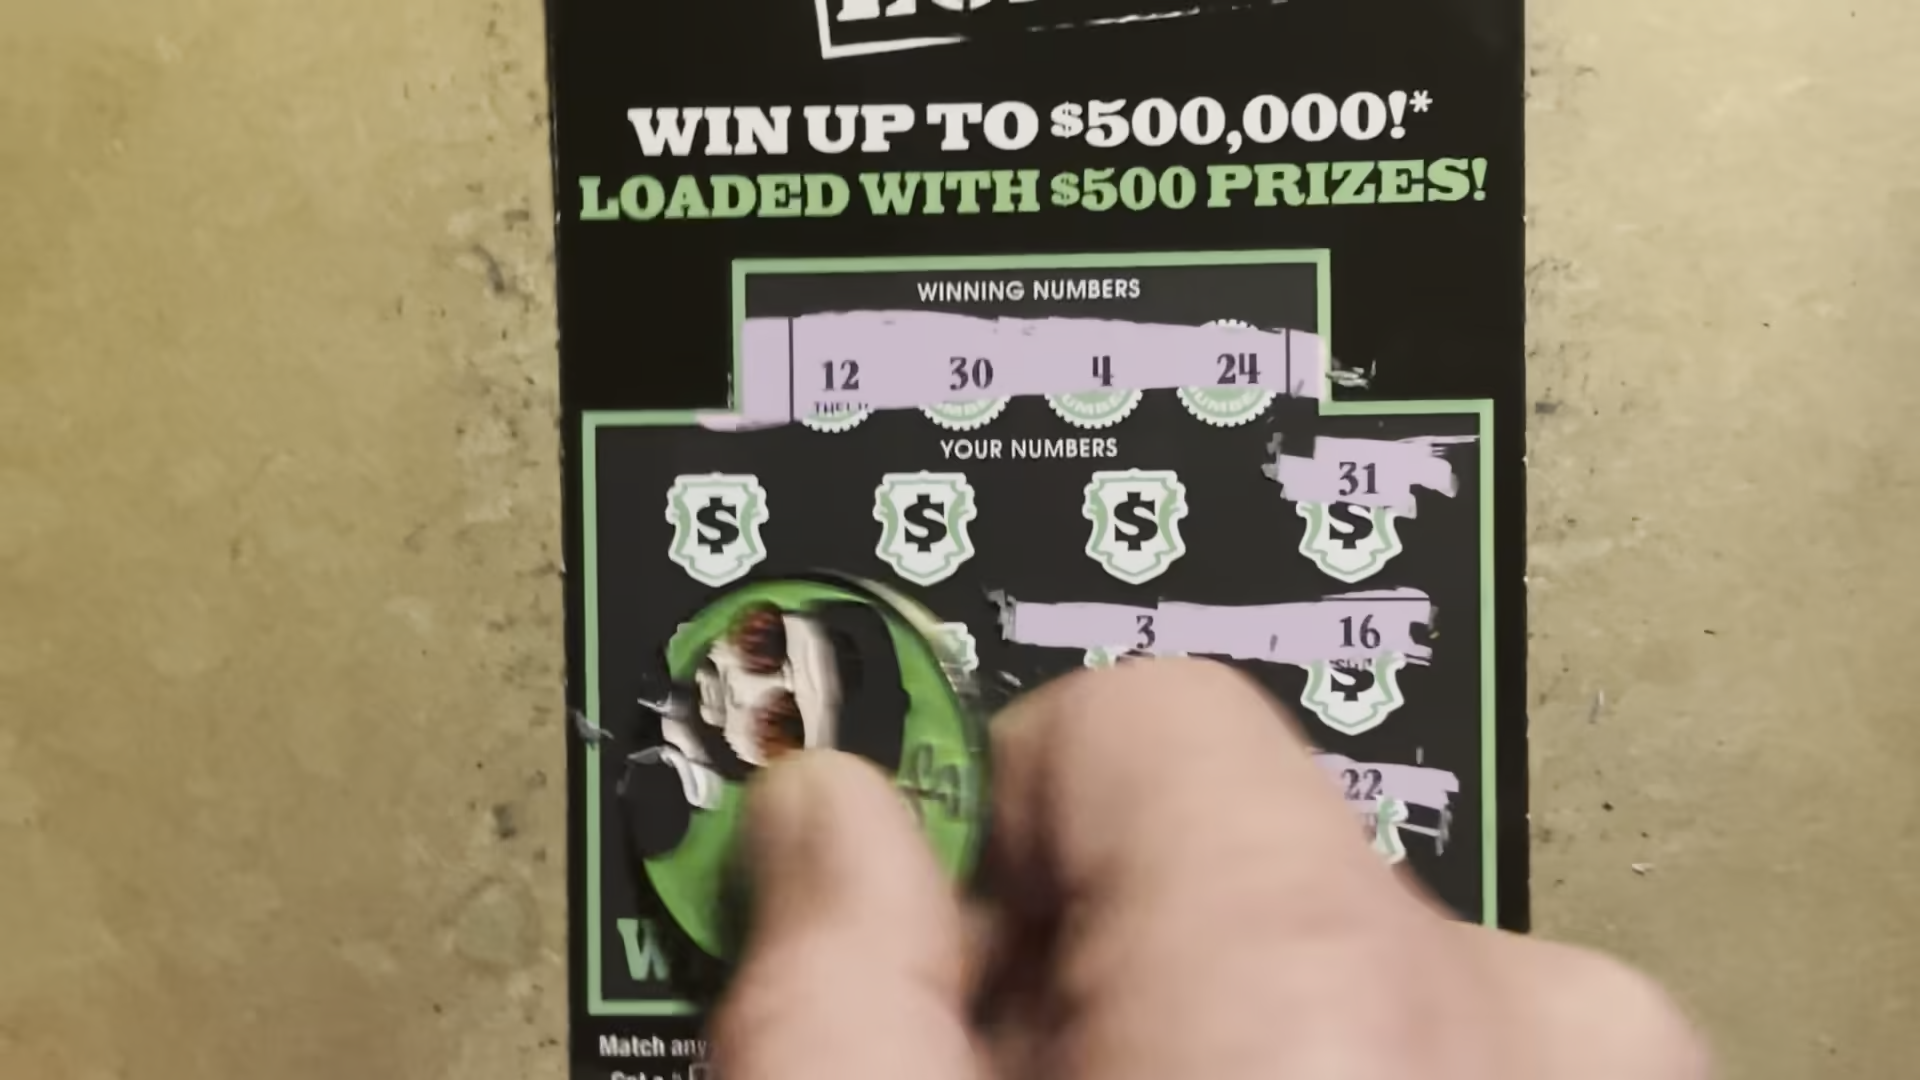 WIN UP TO $500,000!*
LOADED WITH $500 PRIZES!
WINNING NUMBERS
12 30 4 24
YOUR NUMBERS
31
$ $ $ $
3 16
$
22
Match any